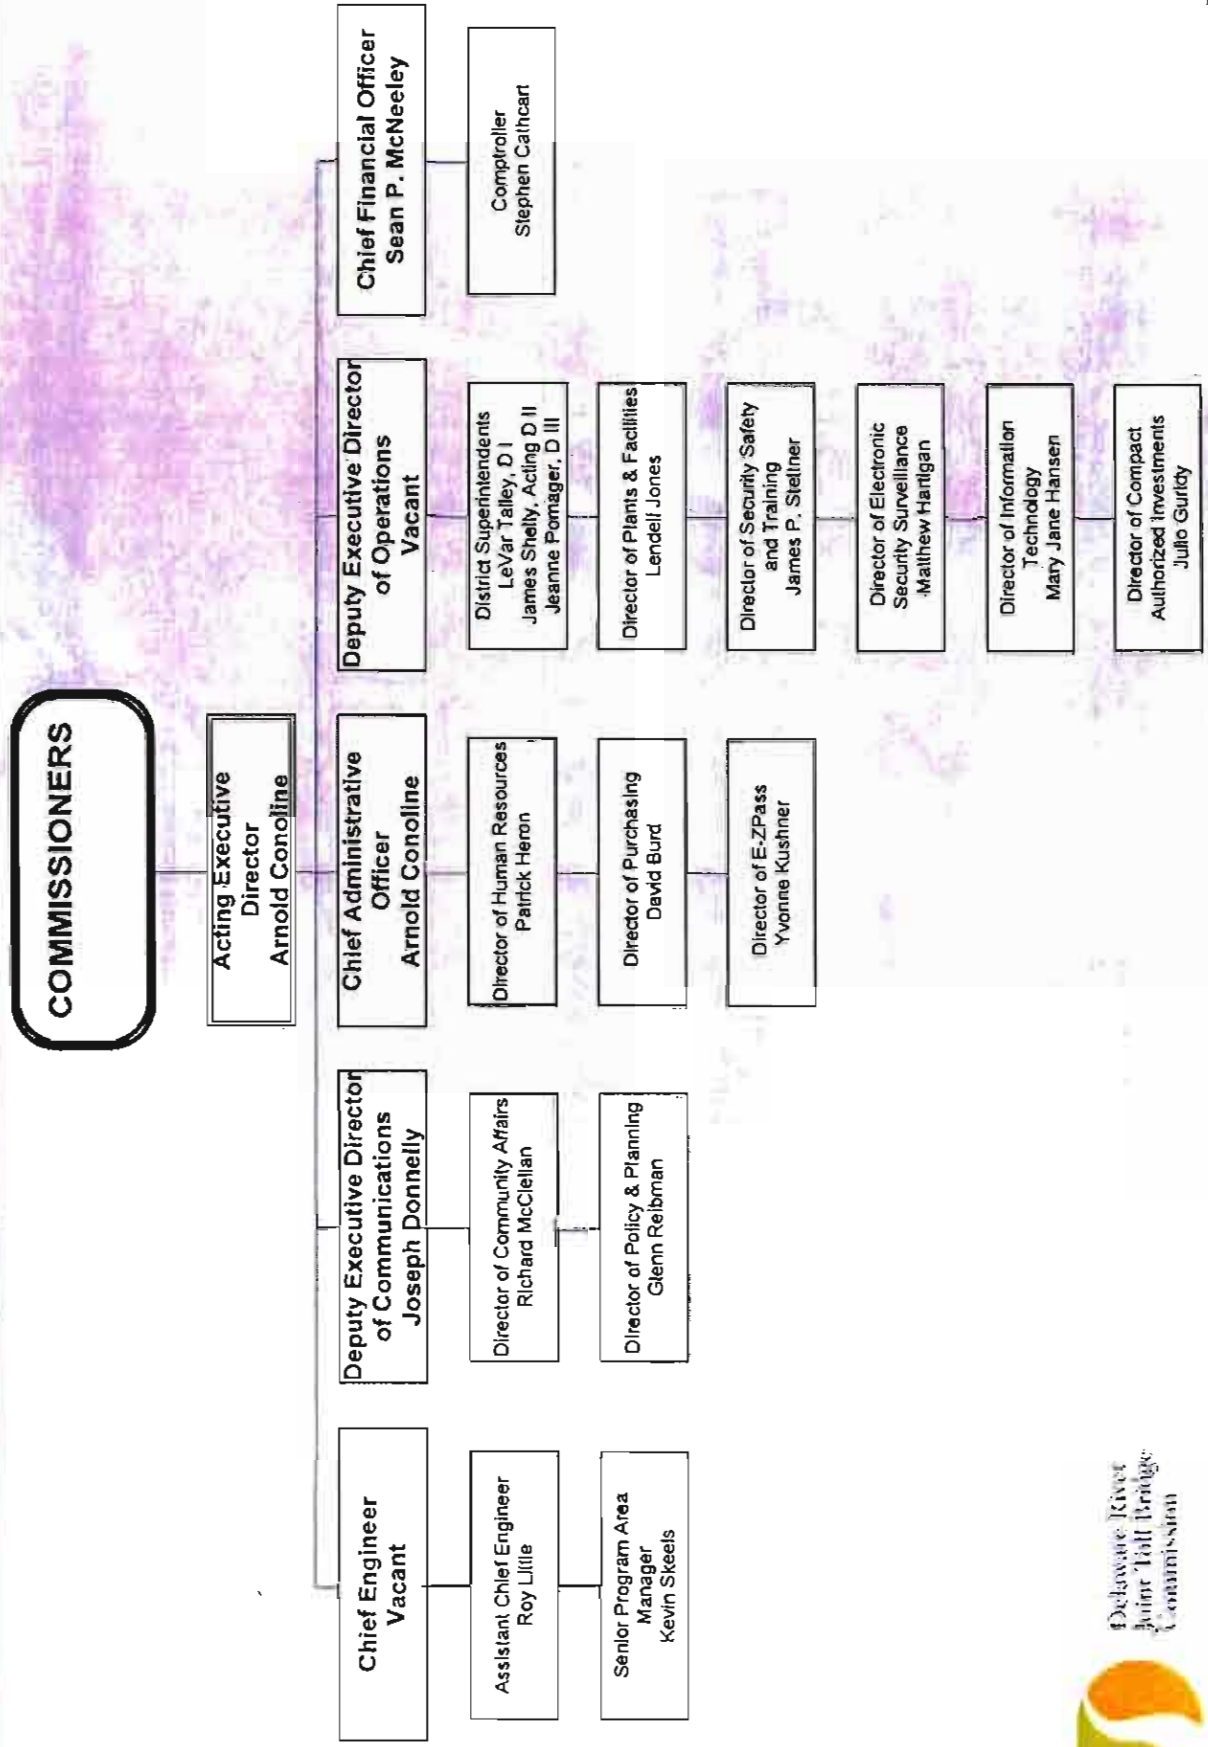 COMMISSIONERS
Acting Executive
Director
Arnold Conoline
Chief Engineer
Vacant
Assistant Chief Engineer
Roy Little
Senior Program Area
Manager
Kevin Skeels
Deputy Executive Director
of Communications
Joseph Donnelly
Director of Community Affairs
Richard McClellan
Director of Policy & Planning
Glenn Reibman
Chief Administrative
Officer
Arnold Conoline
Director of Human Resources
Patrick Heron
Director of Purchasing
David Burd
Director of E-ZPass
Yvonne Kushner
Deputy Executive Director
of Operations
Vacant
District Superintendents
LeVar Talley, D I
James Shelly, Acting D II
Jeanne Pomager, D III
Director of Plants & Facilities
Lendell Jones
Director of Security Safety
and Training
James P. Stettner
Director of Electronic
Security Surveillance
Matthew Hartigan
Director of Information
Technology
Mary Jane Hansen
Director of Compact
Authorized Investments
Julio Guridy
Chief Financial Officer
Sean P. McNeeley
Comptroller
Stephen Cathcart
Delaware River
Joint Toll Bridge
Commission